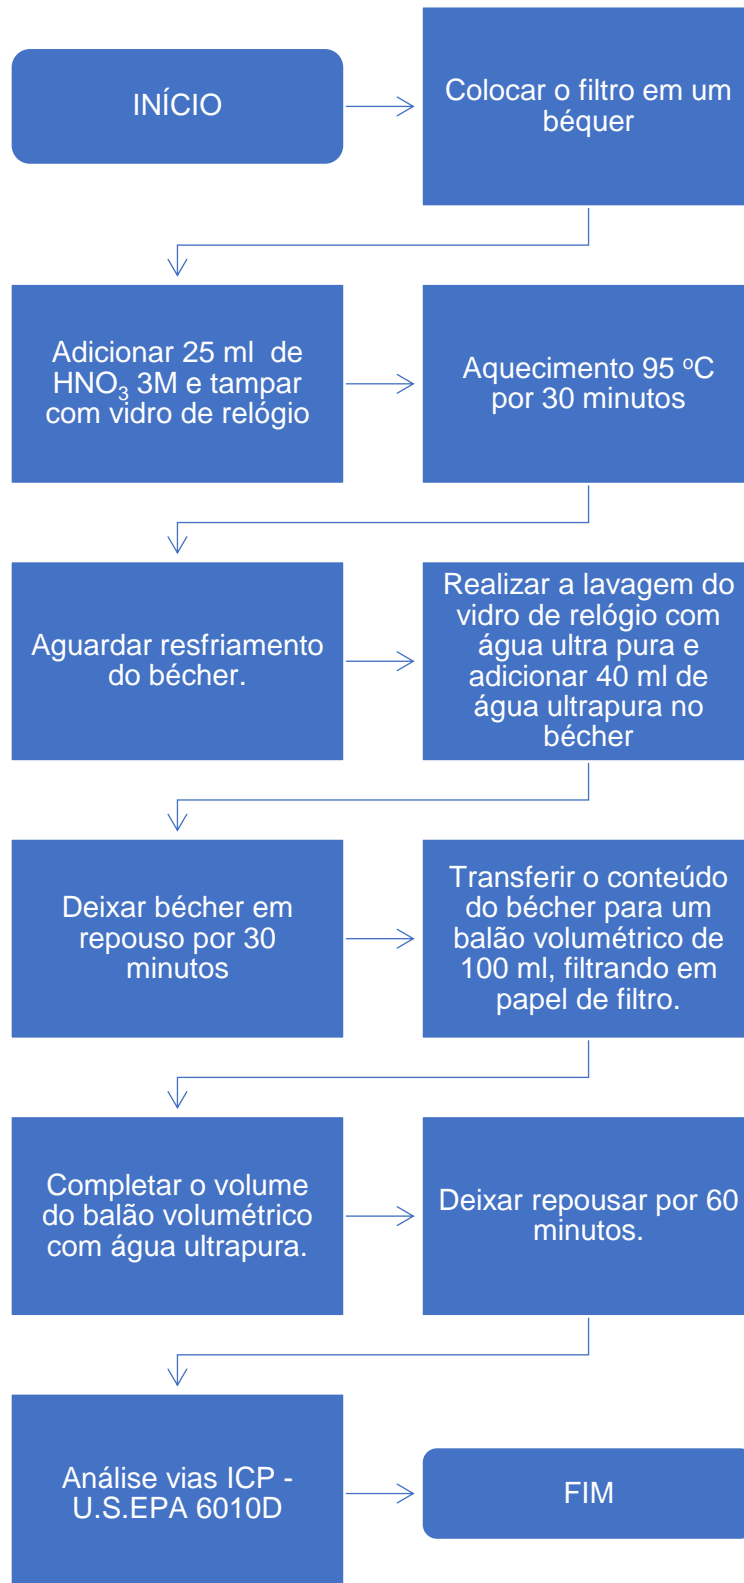 INÍCIO
Colocar o filtro em um
béquer
Adicionar 25 ml  de
HNO₃ 3M e tampar
com vidro de relógio
Aquecimento 95 ºC
por 30 minutos
Aguardar resfriamento
do bécher.
Realizar a lavagem do
vidro de relógio com
água ultra pura e
adicionar 40 ml de
água ultrapura no
bécher
Deixar bécher em
repouso por 30
minutos
Transferir o conteúdo
do bécher para um
balão volumétrico de
100 ml, filtrando em
papel de filtro.
Completar o volume
do balão volumétrico
com água ultrapura.
Deixar repousar por 60
minutos.
Análise vias ICP -
U.S.EPA 6010D
FIM